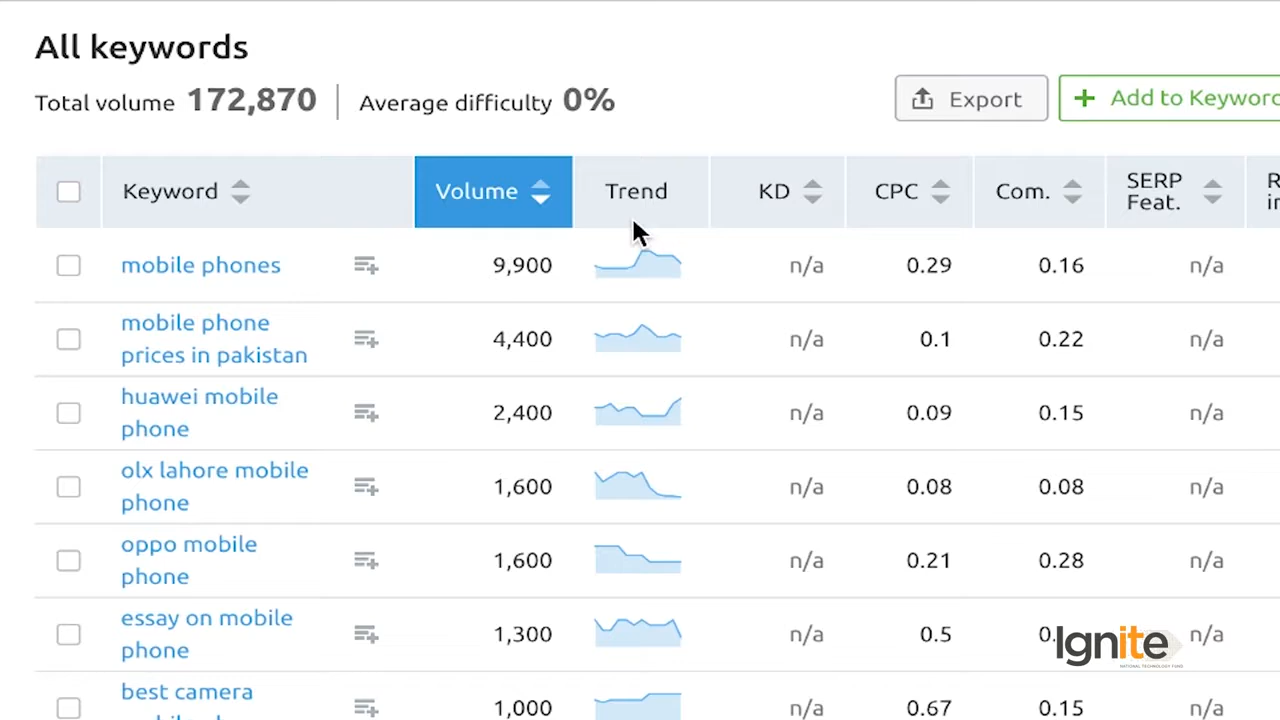 All keywords
Total volume 172,870 Average difficulty 0%
Export
+ Add to Keyword
Keyword Volume Trend KD CPC Com. SERP Feat.
mobile phones 9,900 n/a 0.29 0.16 n/a
mobile phone
prices in pakistan 4,400 n/a 0.1 0.22 n/a
huawei mobile
phone 2,400 n/a 0.09 0.15 n/a
olx lahore mobile
phone 1,600 n/a 0.08 0.08 n/a
oppo mobile
phone 1,600 n/a 0.21 0.28 n/a
essay on mobile
phone 1,300 n/a 0.5 n/a
Ignite
NATIONAL TECHNOLOGY FUND
best camera
1,000 n/a 0.67 0.15 n/a